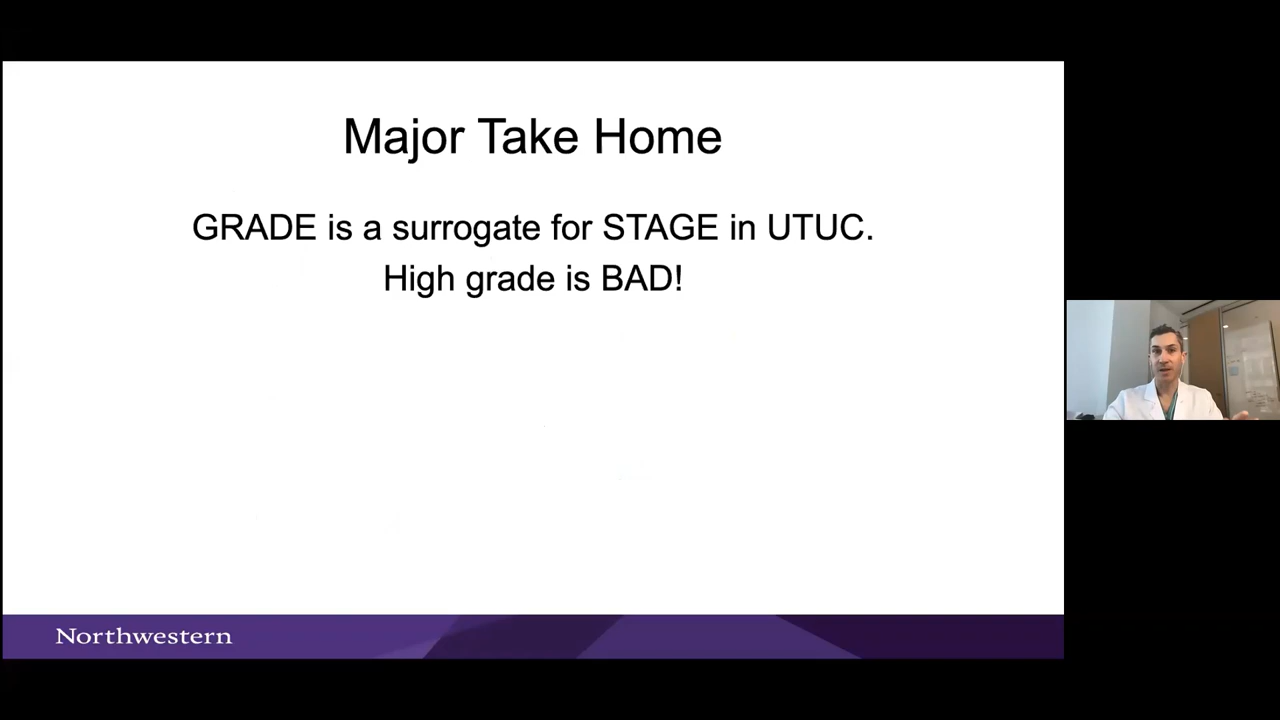 Major Take Home
GRADE is a surrogate for STAGE in UTUC.
High grade is BAD!
Northwestern